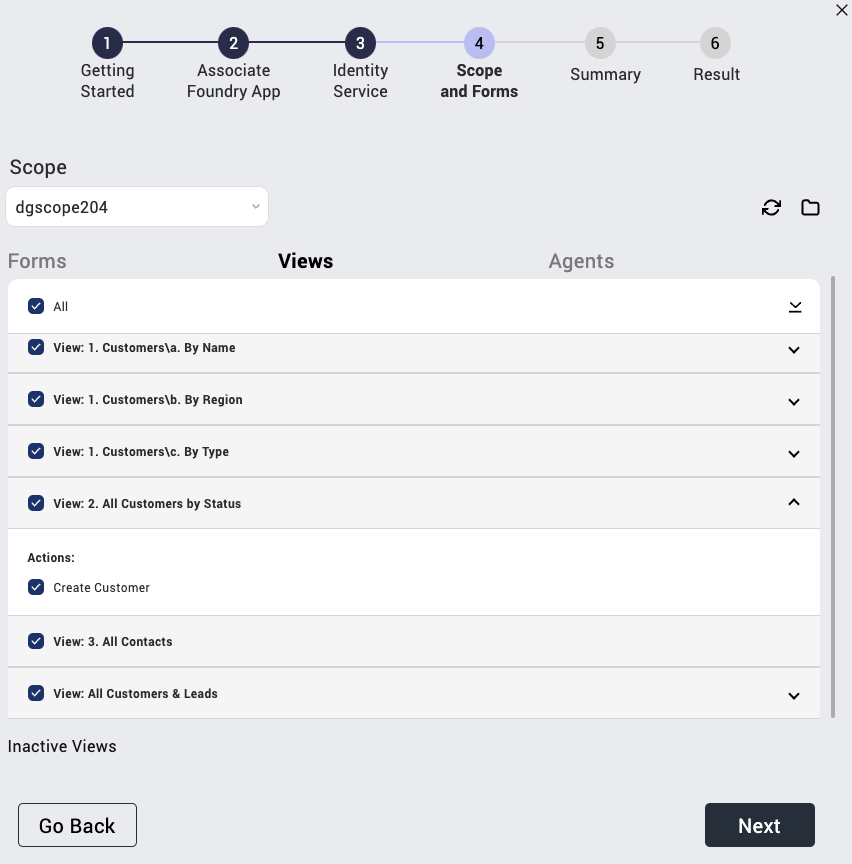 1 2 3 4 5 6
Getting Started
Associate Foundry App
Identity Service
Scope and Forms
Summary
Result
Scope
dgscope204
Forms Views Agents
All
View: 1. Customers\a. By Name
View: 1. Customers\b. By Region
View: 1. Customers\c. By Type
View: 2. All Customers by Status
Actions:
Create Customer
View: 3. All Contacts
View: All Customers & Leads
Inactive Views
Go Back Next